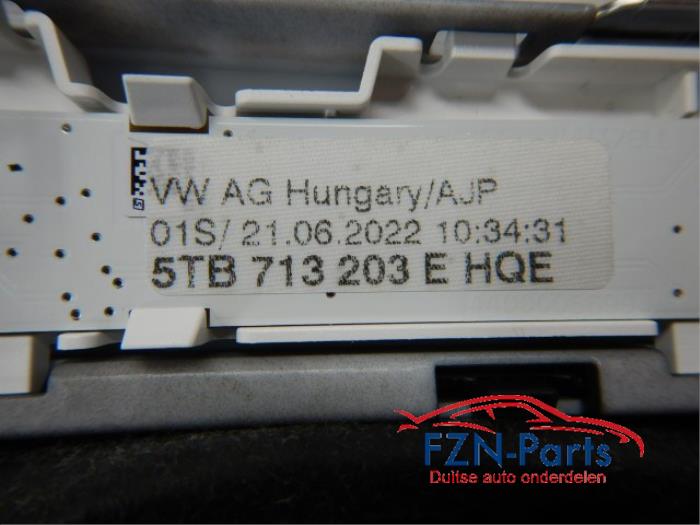 VW AG Hungary/AJP
01S/ 21.06.2022 10:34:31
5TB 713 203 E HQE
FZN-Parts
Duitse auto onderdelen